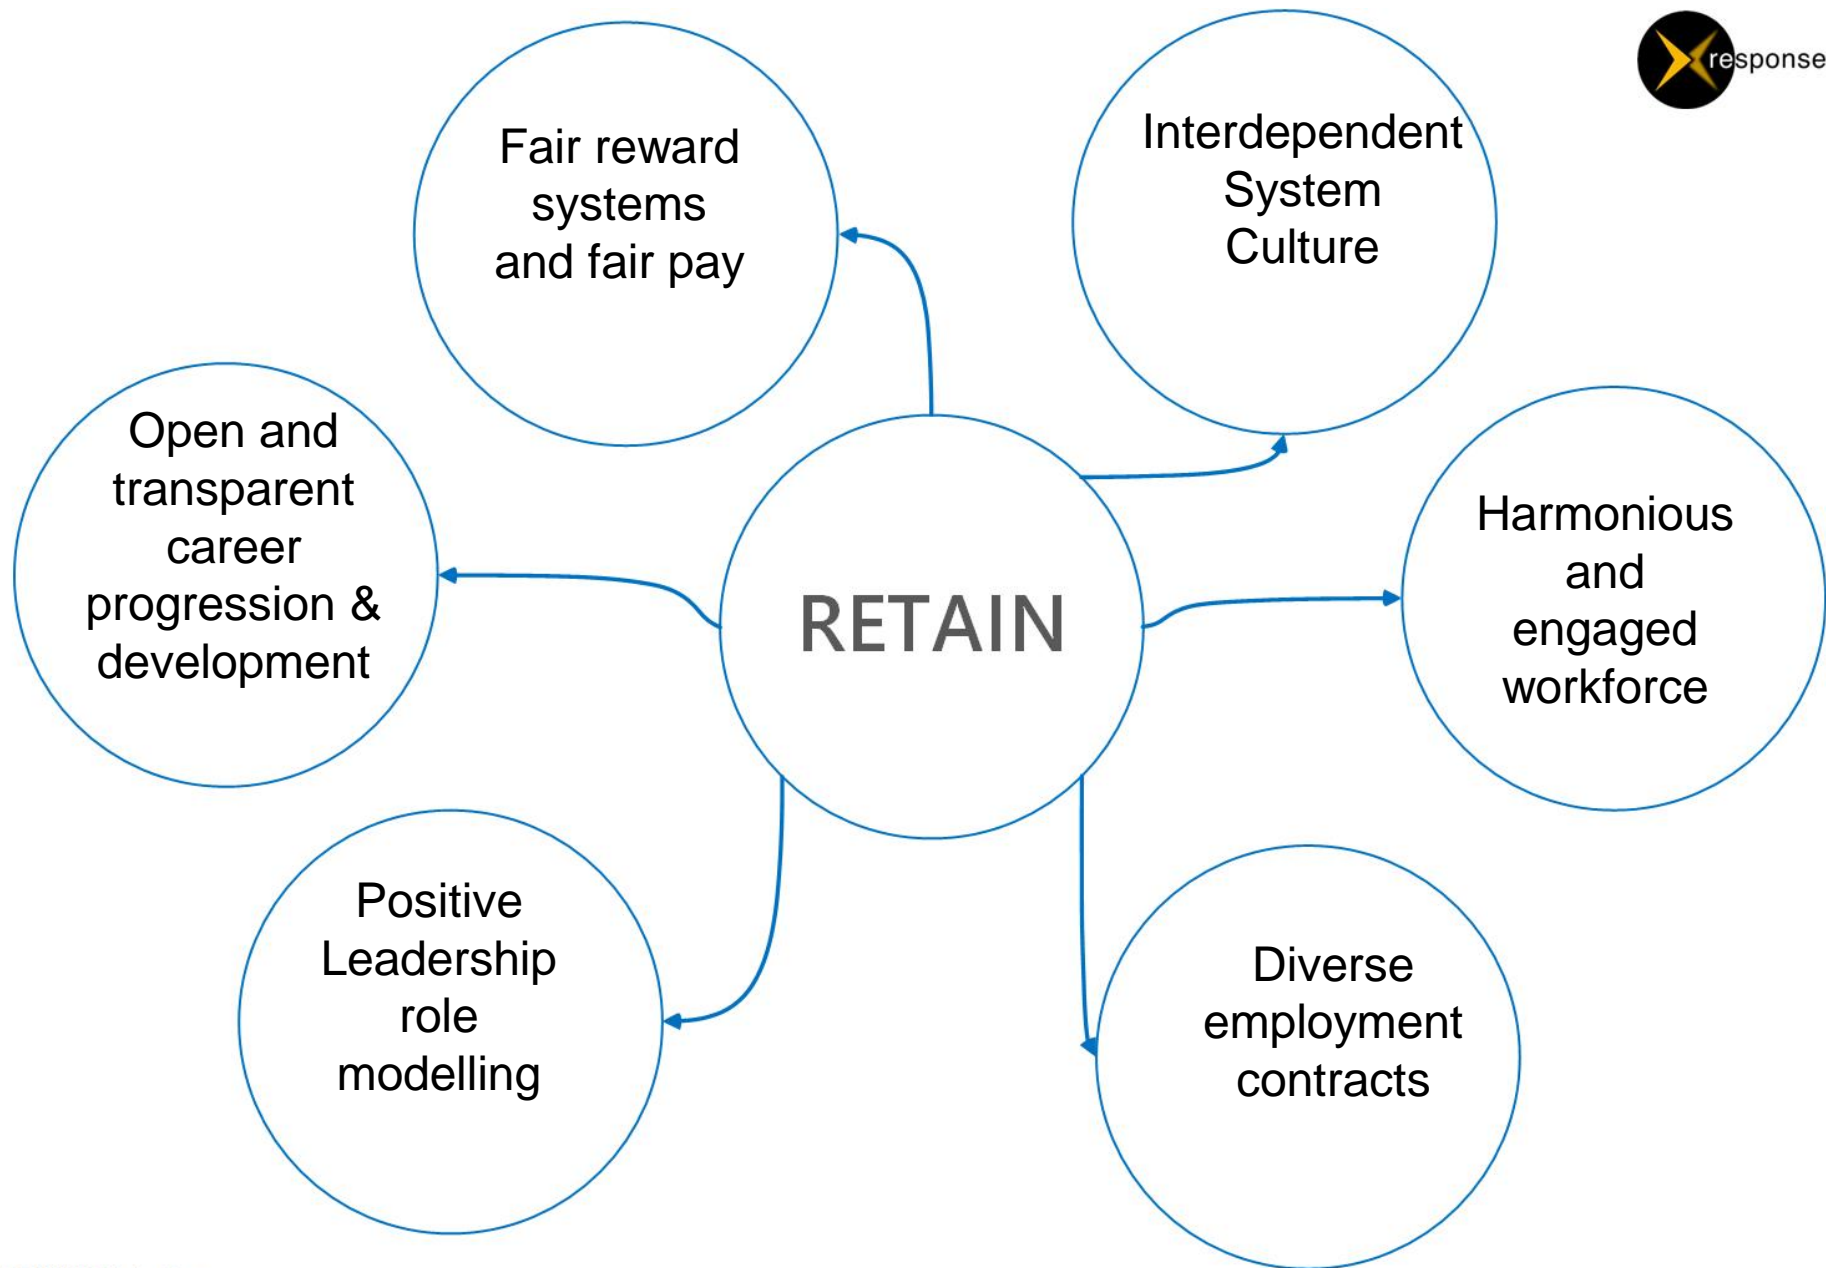 response
Fair reward
systems
and fair pay
Interdependent
System
Culture
Open and
transparent
career
progression &
development
RETAIN
Harmonious
and
engaged
workforce
Positive
Leadership
role
modelling
Diverse
employment
contracts